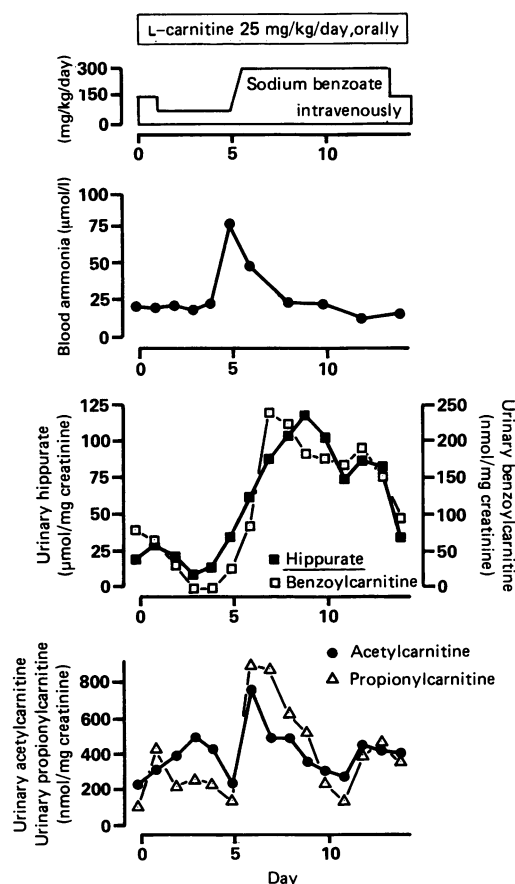 L-carnitine 25 mg/kg/day,orally
(mg/kg/day)
300
150
0
Sodium benzoate
intravenously
0 5 10
Blood ammonia (μmol/l)
100
75
50
25
0
0 5 10
Urinary hippurate
(μmol/mg creatinine)
125
100
75
50
25
0
Urinary benzoylcarnitine
(nmol/mg creatinine)
250
200
150
100
50
0
Hippurate
Benzoylcarnitine
0 5 10
Acetylcarnitine
Propionylcarnitine
Urinary acetylcarnitine
Urinary propionylcarnitine
(nmol/mg creatinine)
800
600
400
200
0
0 5 10
Day